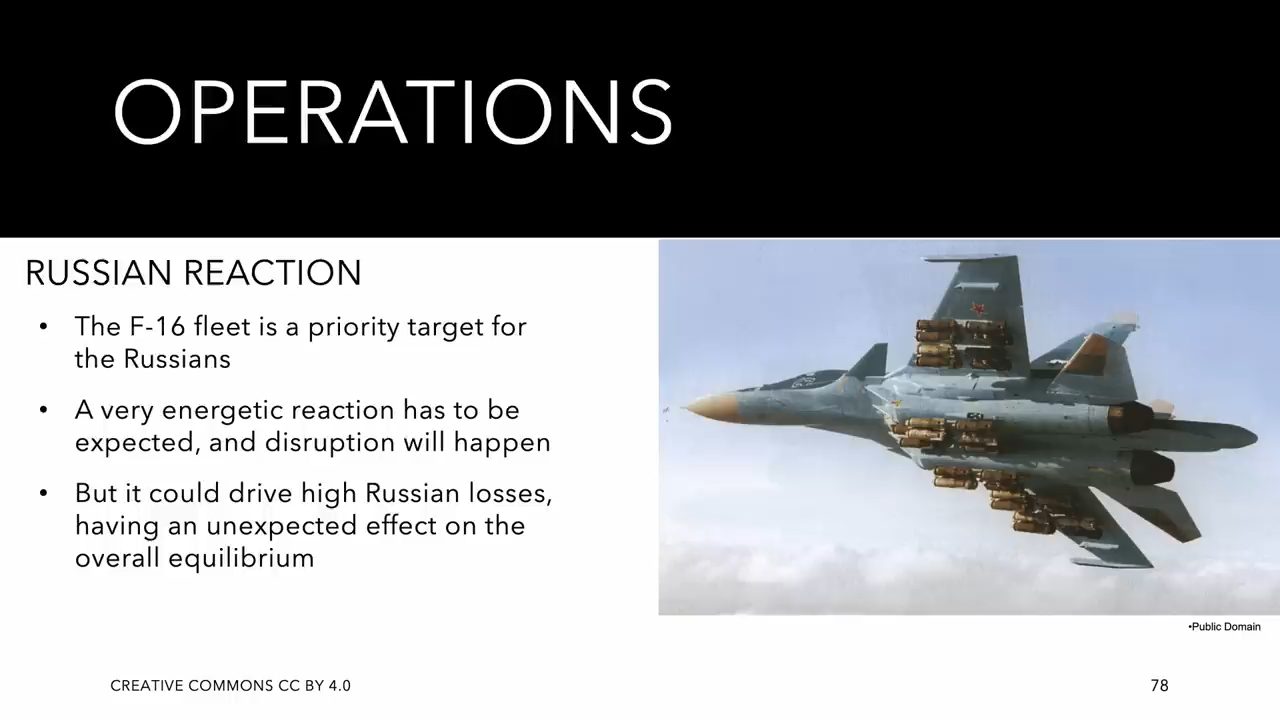 OPERATIONS
RUSSIAN REACTION
• The F-16 fleet is a priority target for
the Russians
• A very energetic reaction has to be
expected, and disruption will happen
• But it could drive high Russian losses,
having an unexpected effect on the
overall equilibrium
•Public Domain
CREATIVE COMMONS CC BY 4.0
78